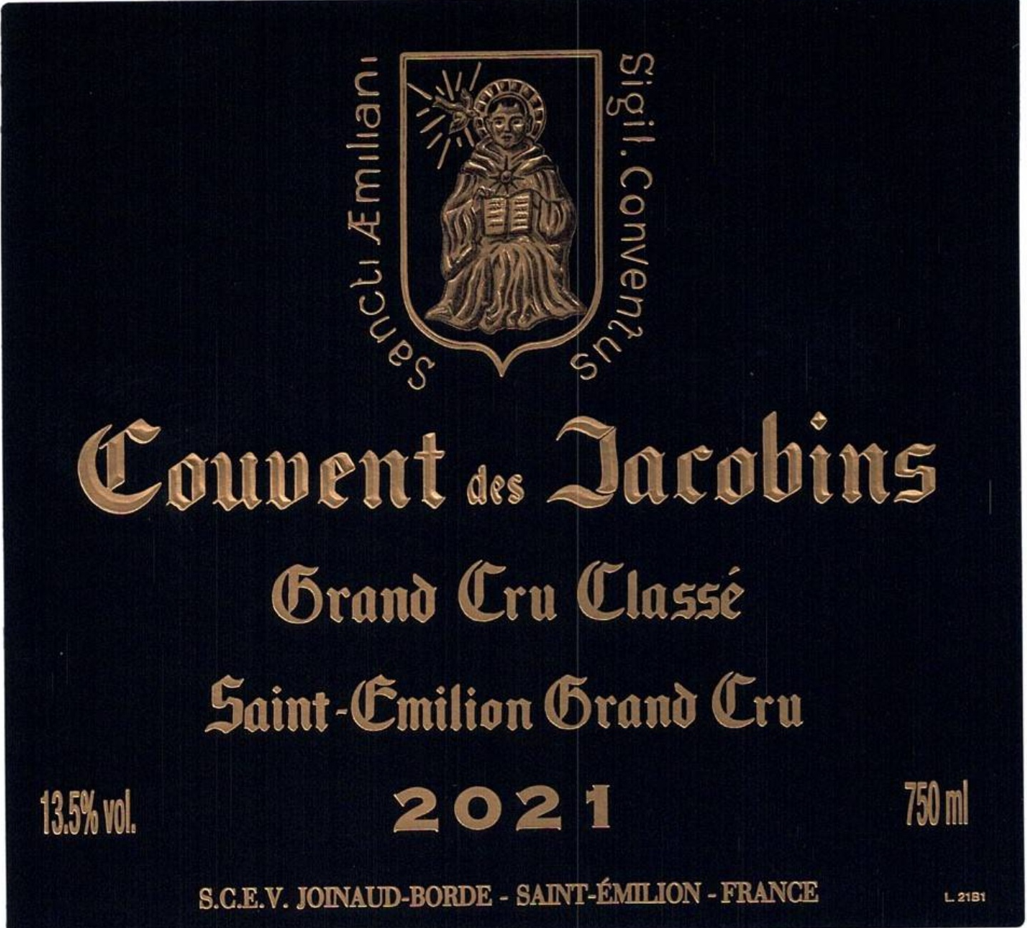 Sigil. Conventus
Sancti Æmiliani
Couvent des Jacobins
Grand Cru Classé
Saint-Emilion Grand Cru
13.5% vol.
2021
750 ml
S.C.E.V. JOINAUD-BORDE - SAINT-ÉMILION - FRANCE
L. 21B1